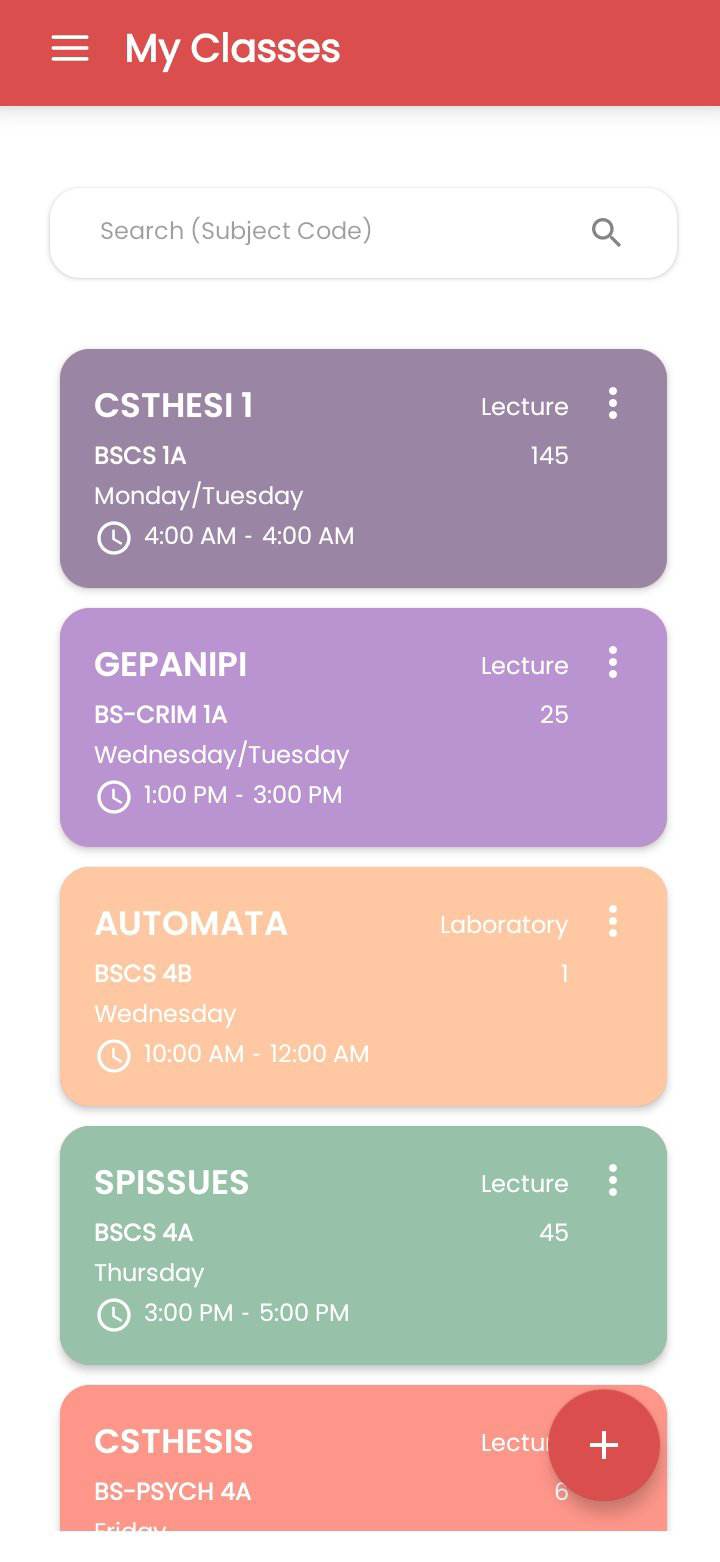 My Classes
Search (Subject Code)
CSTHESI 1 Lecture
BSCS 1A 145
Monday/Tuesday
4:00 AM - 4:00 AM
GEPANIPI Lecture
BS-CRIM 1A 25
Wednesday/Tuesday
1:00 PM - 3:00 PM
AUTOMATA Laboratory
BSCS 4B 1
Wednesday
10:00 AM - 12:00 AM
SPISSUES Lecture
BSCS 4A 45
Thursday
3:00 PM - 5:00 PM
CSTHESIS Lectur
BS-PSYCH 4A 6
Friday